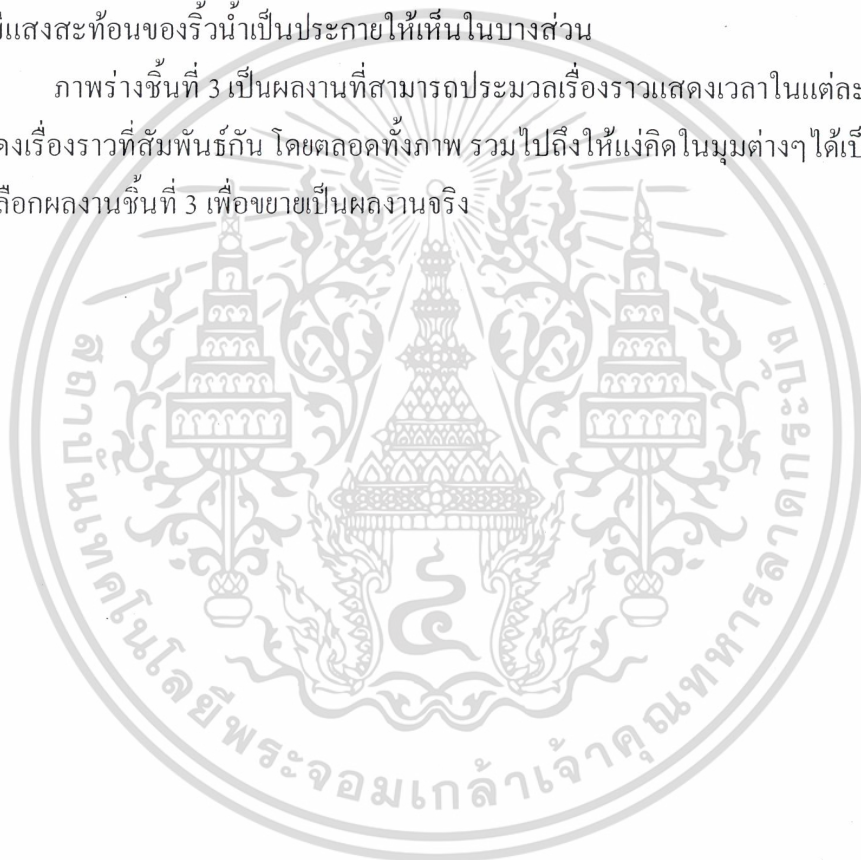 มีแสงสะท้อนของริ้วน้ำเป็นประกายให้เห็นในบางส่วน
ภาพร่างชิ้นที่ 3 เป็นผลงานที่สามารถประมวลเรื่องราวแสดงเวลาในแต่ละ
ดงเรื่องราวที่สัมพันธ์กัน โดยตลอดทั้งภาพ รวมไปถึงให้แง่คิดในมุมต่างๆ ได้เป็
ลือกผลงานชิ้นที่ 3 เพื่อขยายเป็นผลงานจริง
สถาบันเทคโนโลยีพระจอมเกล้าเจ้าคุณทหารลาดกระบัง
๔